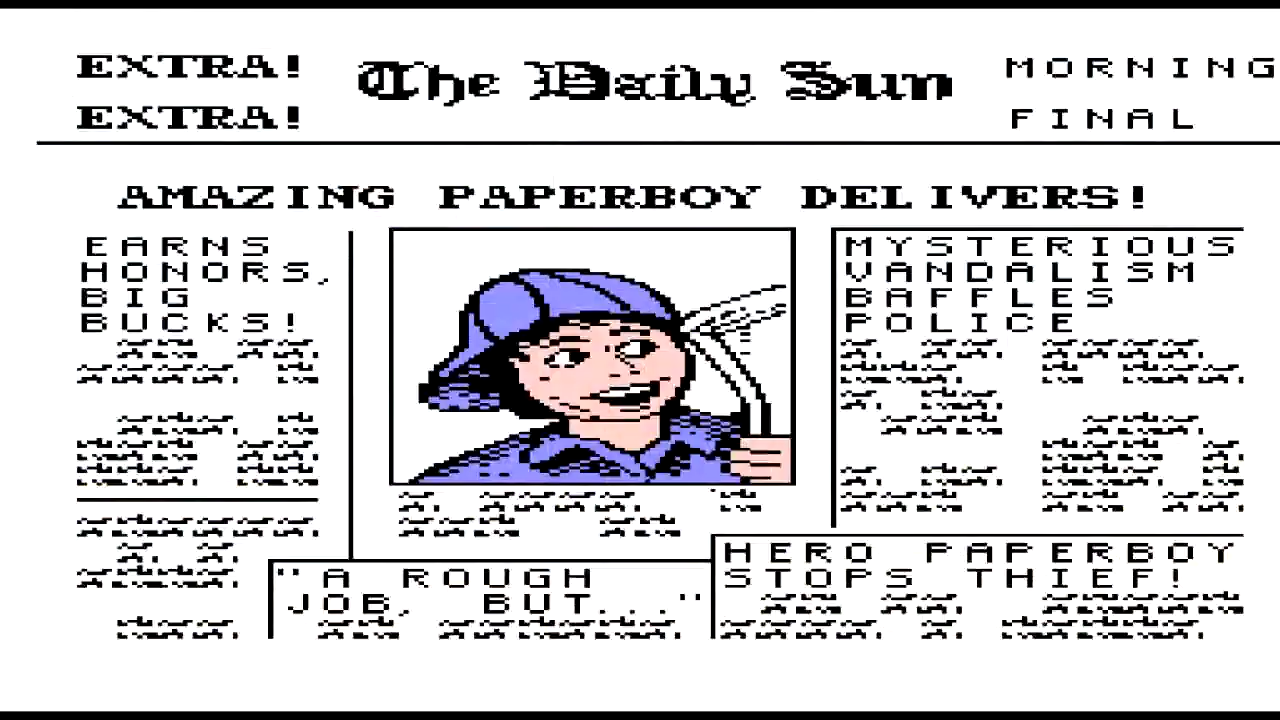 EXTRA!
EXTRA!
The Daily Sun
MORNING
FINAL
AMAZING PAPERBOY DELIVERS!
EARNS
HONORS,
BIG
BUCKS!
MYSTERIOUS
VANDALISM
BAFFLES
POLICE
"A ROUGH
JOB, BUT..."
HERO PAPERBOY
STOPS THIEF!